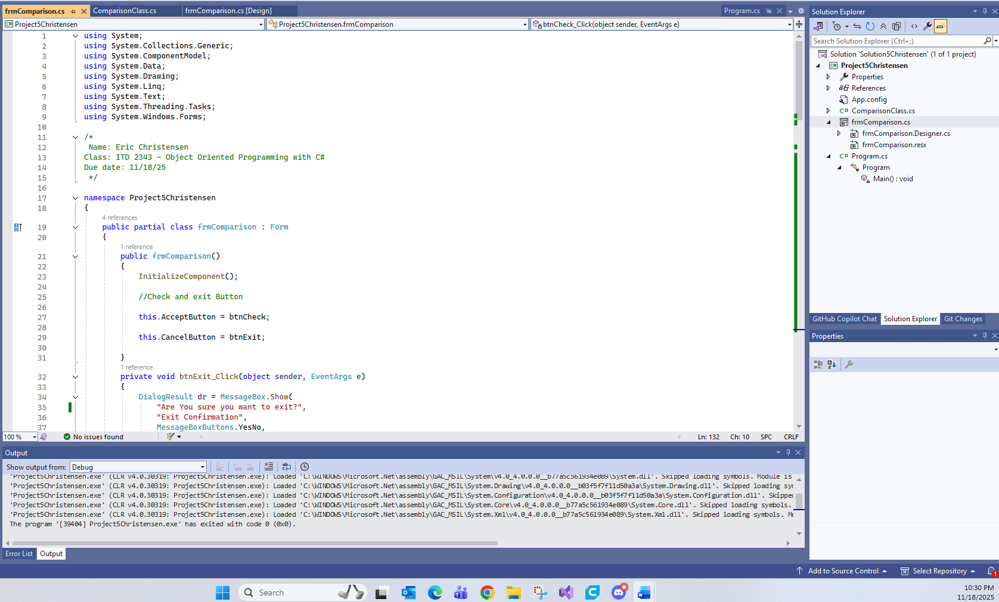 frmComparison.cs
ComparisonClass.cs
frmComparison.cs [Design]
Program.cs
Project5Christensen
Project5Christensen.frmComparison
btnCheck_Click(object sender, EventArgs e)
1 using System;
2 using System.Collections.Generic;
3 using System.ComponentModel;
4 using System.Data;
5 using System.Drawing;
6 using System.Linq;
7 using System.Text;
8 using System.Threading.Tasks;
9 using System.Windows.Forms;
10
11 /*
12 Name: Eric Christensen
13 Class: ITD 2343 - Object Oriented Programming with C#
14 Due date: 11/18/25
15 */
16
17 namespace Project5Christensen
18 {
4 references
19 public partial class frmComparison : Form
20 {
1 reference
21 public frmComparison()
22 {
23 InitializeComponent();
24
25 //Check and exit Button
26
27 this.AcceptButton = btnCheck;
28
29 this.CancelButton = btnExit;
30
31 }
1 reference
32 private void btnExit_Click(object sender, EventArgs e)
33 {
34 DialogResult dr = MessageBox.Show(
35 "Are You sure you want to exit?",
36 "Exit Confirmation",
37 MessageBoxButtons.YesNo,
100 %
No issues found
Ln: 132 Ch: 10 SPC CRLF
Output
Show output from: Debug
'Project5Christensen.exe' (CLR v4.0.30319: Project5Christensen.exe): Loaded 'C:\WINDOWS\Microsoft.Net\assembly\GAC_MSIL\System\v4.0_4.0.0.0__b77a5c561934e089\System.dll'. Skipped loading symbols. Module is
'Project5Christensen.exe' (CLR v4.0.30319: Project5Christensen.exe): Loaded 'C:\WINDOWS\Microsoft.Net\assembly\GAC_MSIL\System.Drawing\v4.0_4.0.0.0__b03f5f7f11d50a3a\System.Drawing.dll'. Skipped loading syr
'Project5Christensen.exe' (CLR v4.0.30319: Project5Christensen.exe): Loaded 'C:\WINDOWS\Microsoft.Net\assembly\GAC_MSIL\System.Configuration\v4.0_4.0.0.0__b03f5f7f11d50a3a\System.Configuration.dll'. Skipped
'Project5Christensen.exe' (CLR v4.0.30319: Project5Christensen.exe): Loaded 'C:\WINDOWS\Microsoft.Net\assembly\GAC_MSIL\System.Core\v4.0_4.0.0.0__b77a5c561934e089\System.Core.dll'. Skipped loading symbols.
'Project5Christensen.exe' (CLR v4.0.30319: Project5Christensen.exe): Loaded 'C:\WINDOWS\Microsoft.Net\assembly\GAC_MSIL\System.Xml\v4.0_4.0.0.0__b77a5c561934e089\System.Xml.dll'. Skipped loading symbols. Mo
The program '[39404] Project5Christensen.exe' has exited with code 0 (0x0).
Error List
Output
Solution Explorer
Search Solution Explorer (Ctrl+;)
Solution 'Solution5Christensen' (1 of 1 project)
C# Project5Christensen
Properties
References
App.config
C# ComparisonClass.cs
frmComparison.cs
frmComparison.Designer.cs
frmComparison.resx
C# Program.cs
Program
Main() : void
GitHub Copilot Chat
Solution Explorer
Git Changes
Properties
Add to Source Control
Select Repository
1
Search
10:30 PM
11/18/2025